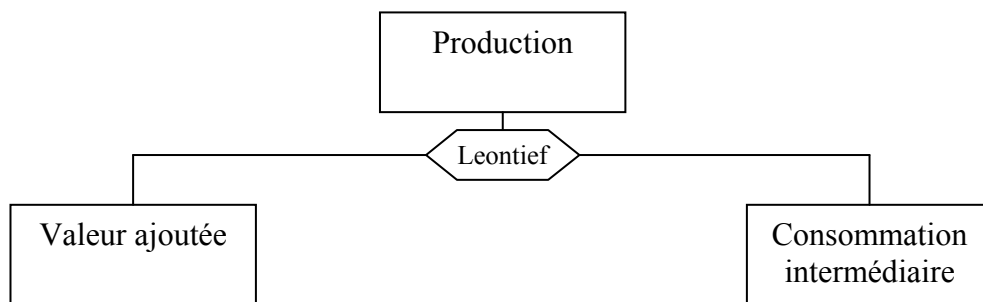 Production
Leontief
Valeur ajoutée
Consommation
intermédiaire